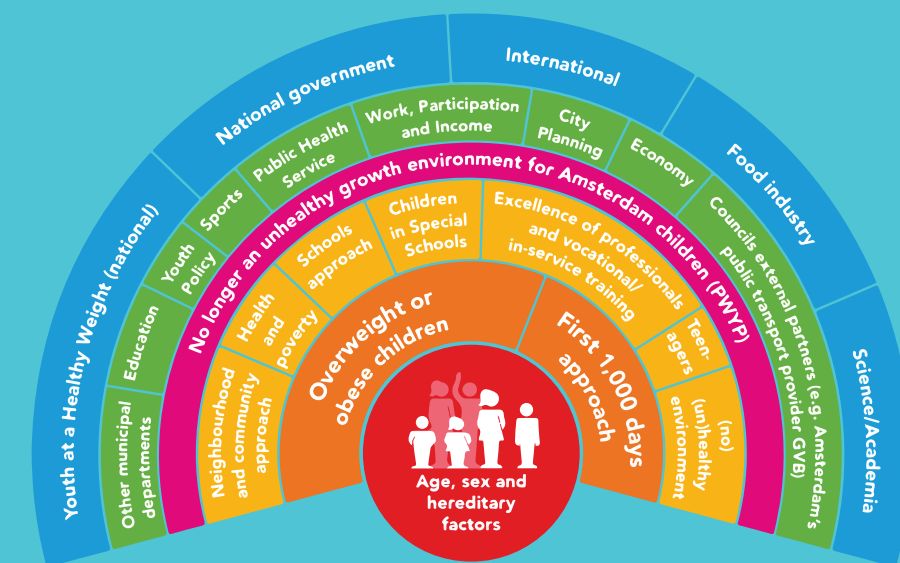 Youth at a Healthy Weight (national)
National government
International
Food industry
Science/Academia
Other municipal
departments
Education
Youth
Policy
Sports
Public Health
Service
Work, Participation
and Income
City
Planning
Economy
Councils external partners (e.g. Amsterdam's
public transport provider GVB)
No longer an unhealthy growth environment for Amsterdam children (PWYP)
Neighbourhood
and community
approach
Health
and
poverty
Schools
approach
Children
in Special
Schools
Excellence of professionals
and vocational/
in-service training
Teen-
agers
(no)
(un)healthy
environment
Overweight or
obese children
First 1,000 days
approach
Age, sex and
hereditary
factors